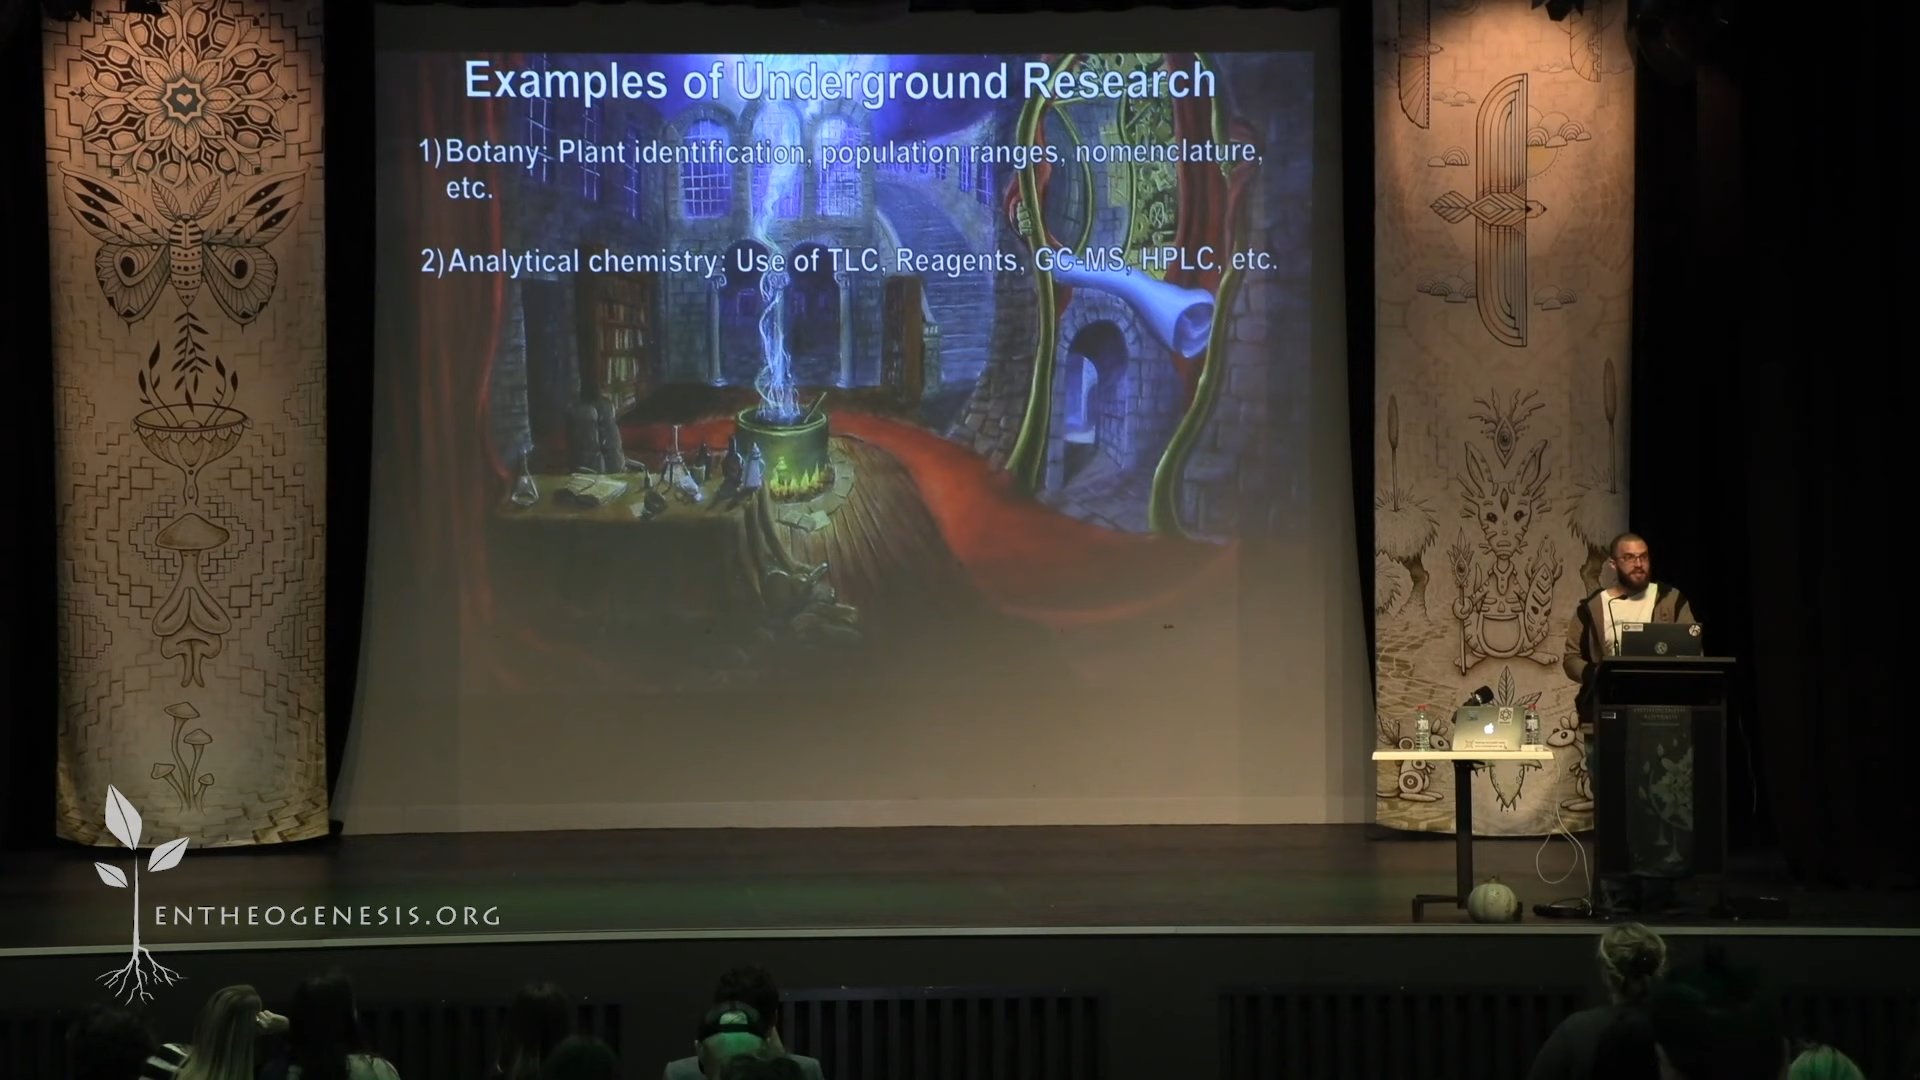 Examples of Underground Research
1) Botany: Plant identification, population ranges, nomenclature,
etc.
2) Analytical chemistry: Use of TLC, Reagents, GC-MS, HPLC, etc.
ENTHEOGENESIS.ORG